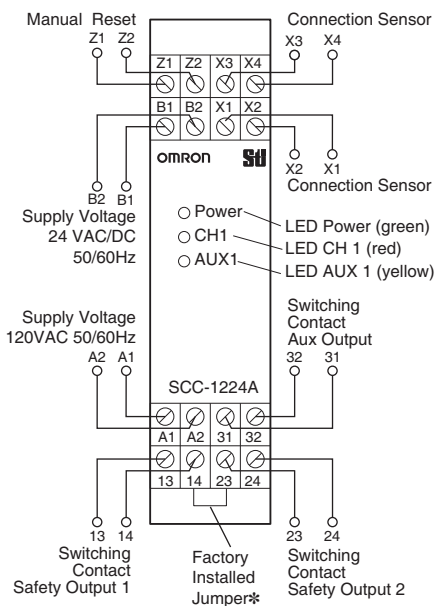 Manual Reset
Z1 Z2
Connection Sensor
X3 X4
Z1 Z2 X3 X4
B1 B2 X1 X2
OMRON STI
B2 B1
Supply Voltage
24 VAC/DC
50/60Hz
X2 X1
Connection Sensor
Power
CH1
AUX1
LED Power (green)
LED CH 1 (red)
LED AUX 1 (yellow)
Supply Voltage
120VAC 50/60Hz
A2 A1
Switching
Contact
Aux Output
32 31
SCC-1224A
A1 A2 31 32
13 14 23 24
13 14
Switching
Contact
Safety Output 1
Factory
Installed
Jumper*
23 24
Switching
Contact
Safety Output 2